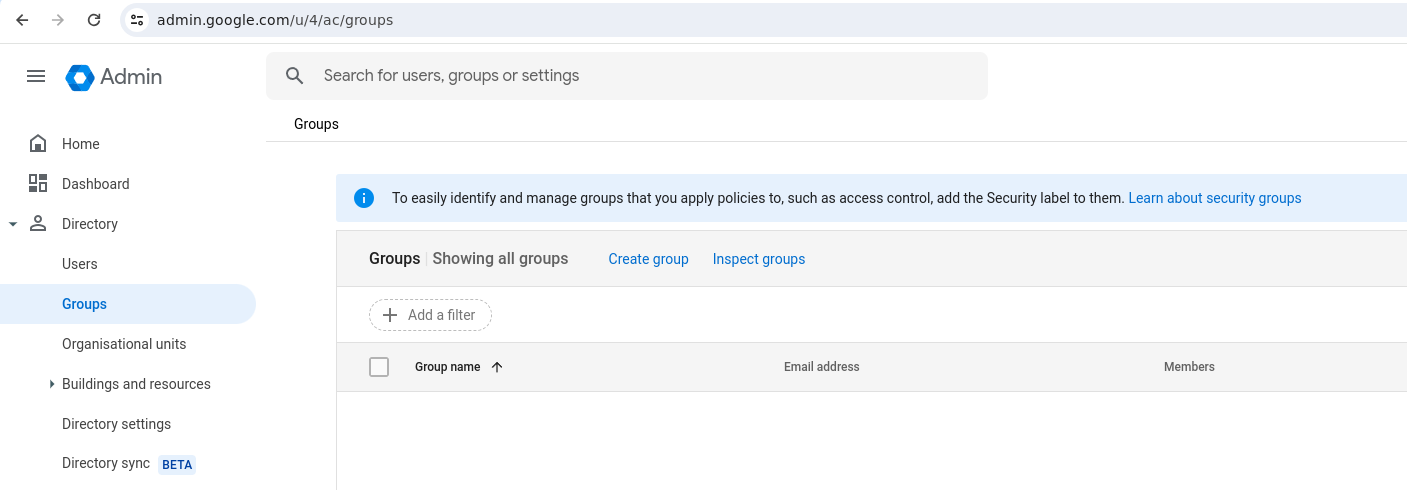 admin.google.com/u/4/ac/groups
Admin
Search for users, groups or settings
Groups
Home
Dashboard
Directory
Users
Groups
Organisational units
Buildings and resources
Directory settings
Directory sync BETA
To easily identify and manage groups that you apply policies to, such as access control, add the Security label to them. Learn about security groups
Groups | Showing all groups Create group Inspect groups
Add a filter
Group name Email address Members